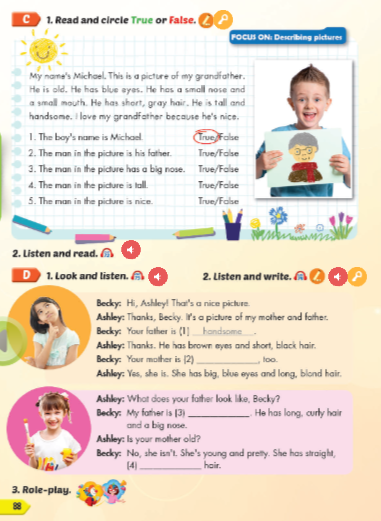 C 1. Read and circle True or False.
FOCUS ON: Describing pictures
My name's Michael. This is a picture of my grandfather.
He is old. He has blue eyes. He has a small nose and
a small mouth. He has short, gray hair. He is tall and
handsome. I love my grandfather because he's nice.
1. The boy's name is Michael. True/False
2. The man in the picture is his father. True/False
3. The man in the picture has a big nose. True/False
4. The man in the picture is tall. True/False
5. The man in the picture is nice. True/False
2. Listen and read.
D 1. Look and listen. 2. Listen and write.
Becky: Hi, Ashley! That's a nice picture.
Ashley: Thanks, Becky. It's a picture of my mother and father.
Becky: Your father is (1) handsome.
Ashley: Thanks. He has brown eyes and short, black hair.
Becky: Your mother is (2) ____________, too.
Ashley: Yes, she is. She has big, blue eyes and long, blond hair.
Ashley: What does your father look like, Becky?
Becky: My father is (3) ____________. He has long, curly hair
and a big nose.
Ashley: Is your mother old?
Becky: No, she isn't. She's young and pretty. She has straight,
(4) ____________ hair.
3. Role-play.
88